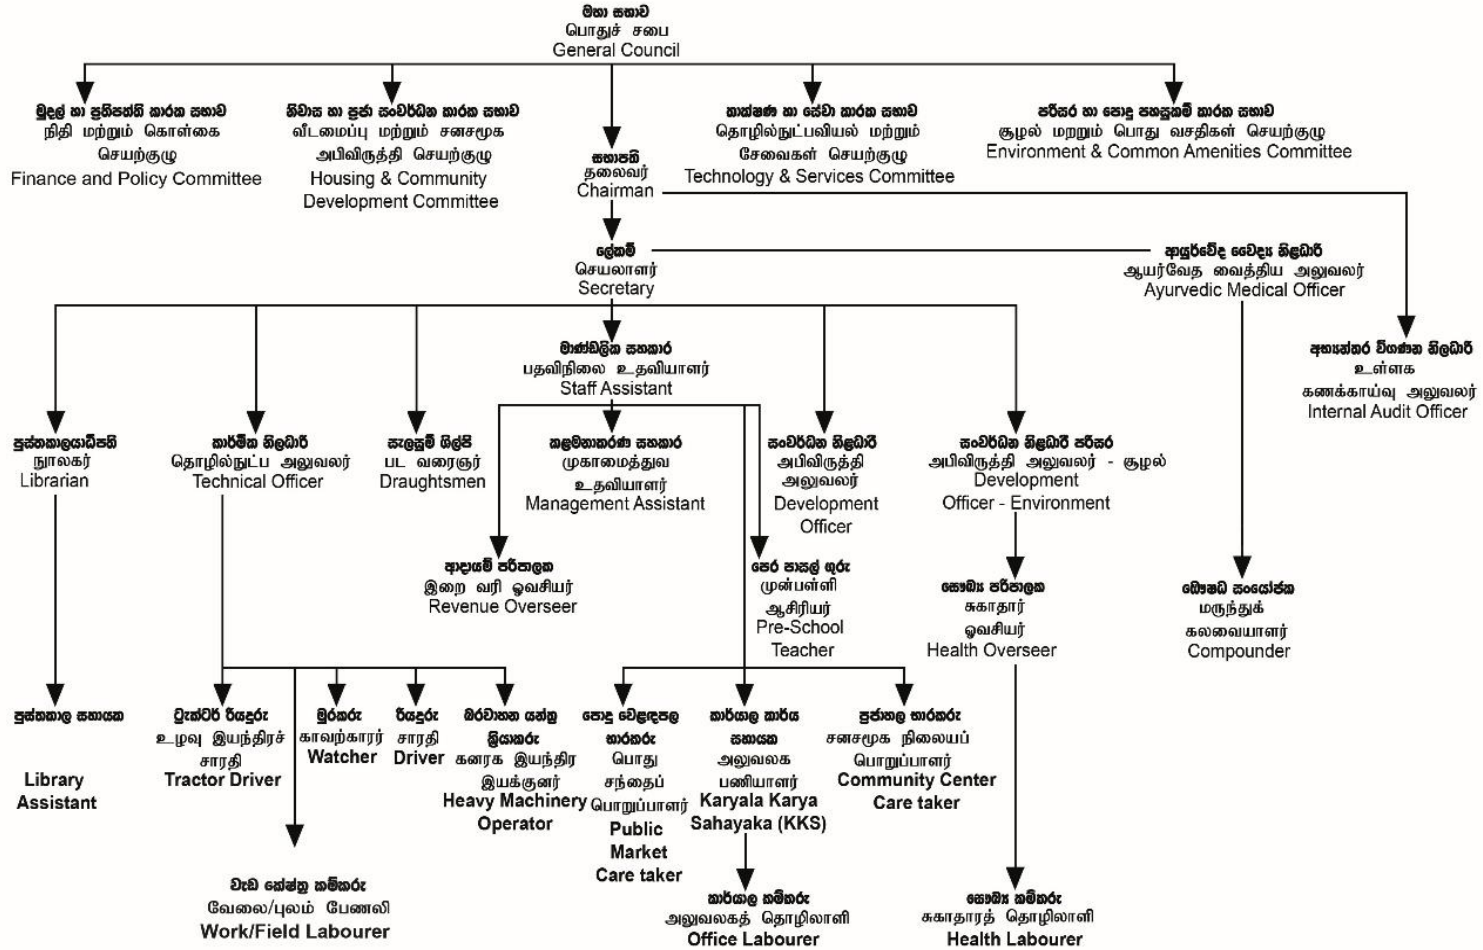 මහා සභාව
பொதுச் சபை
General Council
මුදල් හා ප්‍රතිපත්ති කාරක සභාව
நிதி மற்றும் கொள்கை
செயற்குழு
Finance and Policy Committee
නිවාස හා ප්‍රජා සංවර්ධන කාරක සභාව
வீடமைப்பு மற்றும் சனசமூக
அபிவிருத்தி செயற்குழு
Housing & Community
Development Committee
සභාපති
தலைவர்
Chairman
තාක්ෂණ හා සේවා කාරක සභාව
தொழில்நுட்பவியல் மற்றும்
சேவைகள் செயற்குழு
Technology & Services Committee
පරිසර හා පොදු පහසුකම් කාරක සභාව
சூழல் மறறும் பொது வசதிகள் செயற்குழு
Environment & Common Amenities Committee
ලේකම්
செயலாளர்
Secretary
ආයුර්වේද වෛද්‍ය නිළධාරී
ஆயர்வேத வைத்திய அலுவலர்
Ayurvedic Medical Officer
මාණ්ඩලික සහකාර
பதவிநிலை உதவியாளர்
Staff Assistant
අභ්‍යන්තර විගණන නිලධාරී
உள்ளக
கணக்காய்வு அலுவலர்
Internal Audit Officer
පුස්තකාලයාධිපති
நுாலகர்
Librarian
කාර්මික නිලධාරී
தொழில்நுட்ப அலுவலர்
Technical Officer
සැලසුම් ශිල්පි
பட வரைஞர்
Draughtsmen
කළමනාකරණ සහකාර
முகாமைத்துவ
உதவியாளர்
Management Assistant
සංවර්ධන නිළධාරී
அபிவிருத்தி
அலுவலர்
Development
Officer
සංවර්ධන නිළධාරී පරිසර
அபிவிருத்தி அலுவலர் - சூழல்
Development
Officer - Environment
ආදායම් පරිපාලක
இறை வரி ஓவசியர்
Revenue Overseer
පෙර පාසල් ගුරු
முன்பள்ளி
ஆசிரியர்
Pre-School
Teacher
සෞඛ්‍ය පරිපාලක
சுகாதார்
ஓவசியர்
Health Overseer
ඖෂධ සංයෝජක
மருந்துக்
கலவையாளர்
Compounder
පුස්තකාල සහායක
Library
Assistant
ට්‍රැක්ටර් රියදුරු
உழவு இயந்திரச்
சாரதி
Tractor Driver
මුරකරු
காவற்காரர்
Watcher
රියදුරු
சாரதி
Driver
බරවාහන යන්ත්‍ර
ක්‍රියාකරු
கனரக இயந்திர
இயக்குனர்
Heavy Machinery
Operator
පොදු වෙළඳපල
භාරකරු
பொது
சந்தைப்
பொறுப்பாளர்
Public
Market
Care taker
කාර්යාල කාර්ය
සහායක
அலுவலக
பணியாளர்
Karyala Karya
Sahayaka (KKS)
ප්‍රජාහල භාරකරු
சனசமூக நிலையப்
பொறுப்பாளர்
Community Center
Care taker
වැඩ ක්ෂේත්‍ර කම්කරු
வேலை/புலம் பேணலி
Work/Field Labourer
කාර්යාල කම්කරු
அலுவலகத் தொழிலாளி
Office Labourer
සෞඛ්‍ය කම්කරු
சுகாதாரத் தொழிலாளி
Health Labourer